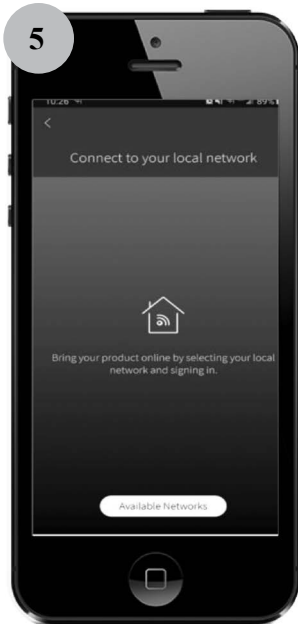 5
10:26
89%
<
Connect to your local network
Bring your product online by selecting your local
network and signing in.
Available Networks